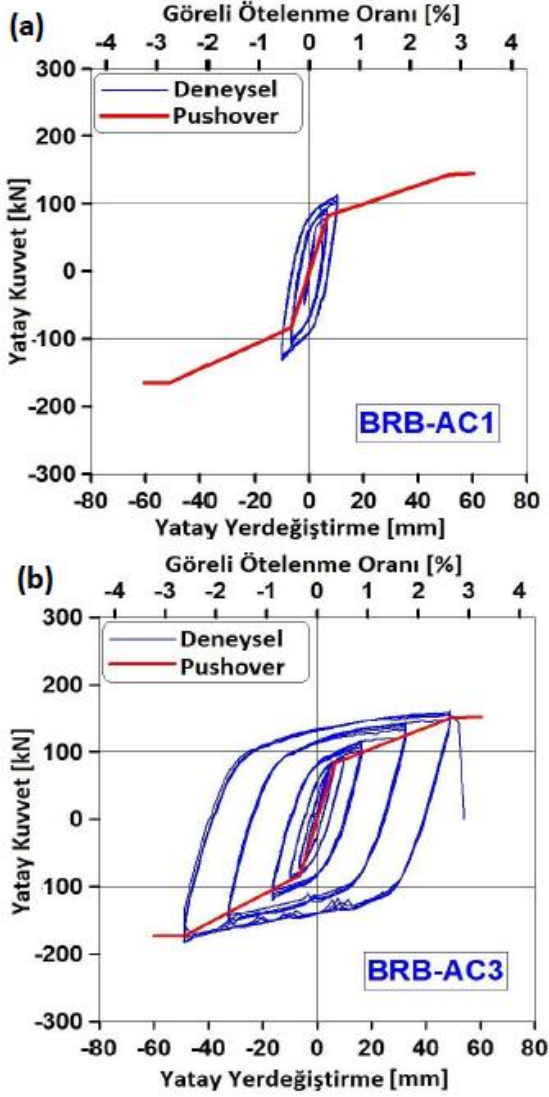 (a)
Göreli Ötelenme Oranı [%]
-4 -3 -2 -1 0 1 2 3 4
300
200
100
0
-100
-200
-300
Yatay Kuvvet [kN]
Deneysel
Pushover
BRB-AC1
-80 -60 -40 -20 0 20 40 60 80
Yatay Yerdeğiştirme [mm]
(b)
Göreli Ötelenme Oranı [%]
-4 -3 -2 -1 0 1 2 3 4
300
200
100
0
-100
-200
-300
Yatay Kuvvet [kN]
Deneysel
Pushover
BRB-AC3
-80 -60 -40 -20 0 20 40 60 80
Yatay Yerdeğiştirme [mm]